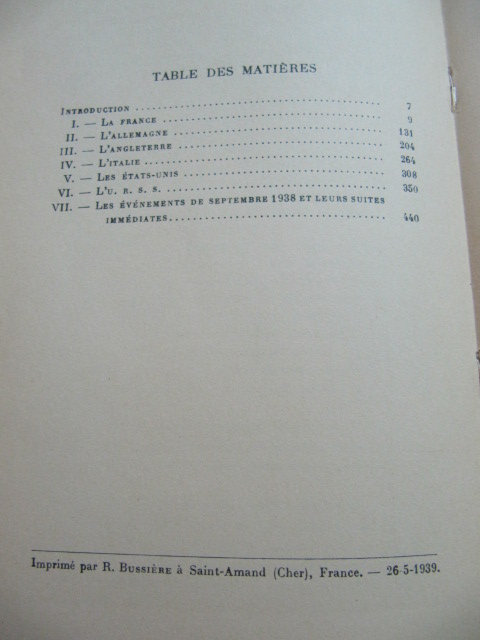 TABLE DES MATIÈRES
INTRODUCTION .......... 7
I. — LA FRANCE .......... 9
II. — L'ALLEMAGNE .......... 131
III. — L'ANGLETERRE .......... 204
IV. — L'ITALIE .......... 264
V. — LES ÉTATS-UNIS .......... 308
VI. — L'U. R. S. S. .......... 350
VII. — LES ÉVÉNEMENTS DE SEPTEMBRE 1938 ET LEURS SUITES
IMMÉDIATES .......... 440
Imprimé par R. BUSSIÈRE à Saint-Amand (Cher), France. — 26-5-1939.